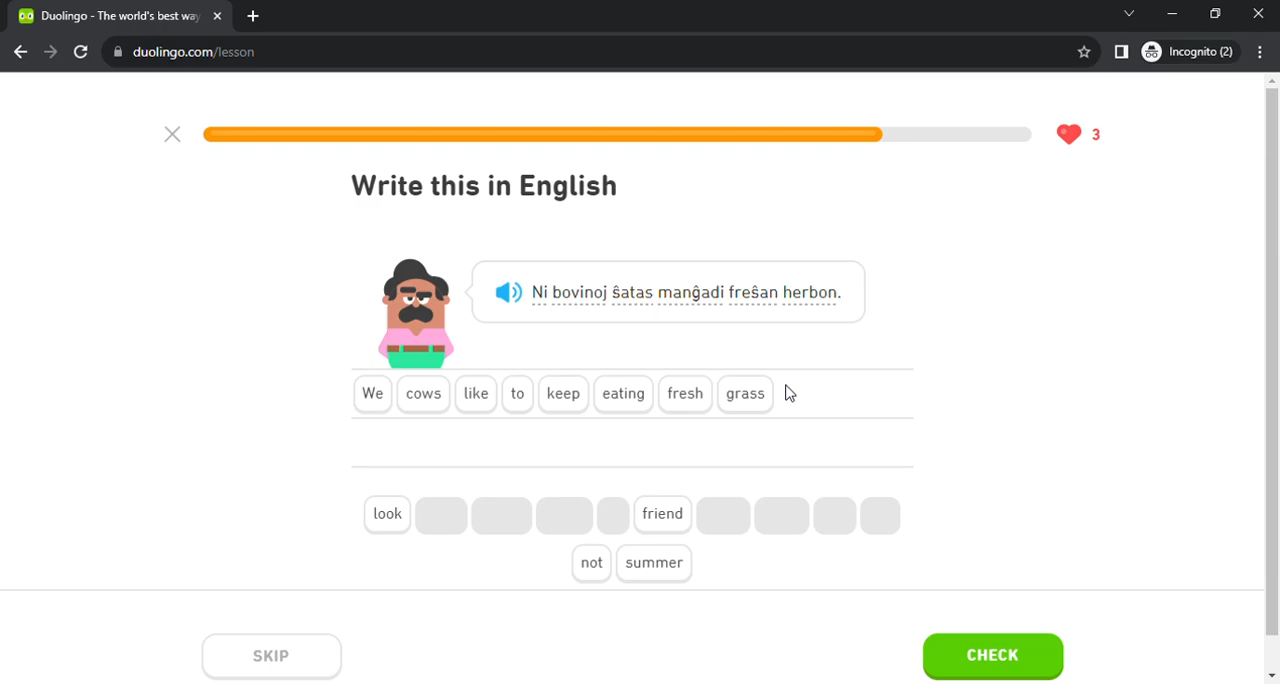 Duolingo - The world's best way
duolingo.com/lesson
Incognito (2)
3
Write this in English
Ni bovinoj ŝatas manĝadi freŝan herbon.
We cows like to keep eating fresh grass
look friend
not summer
SKIP CHECK